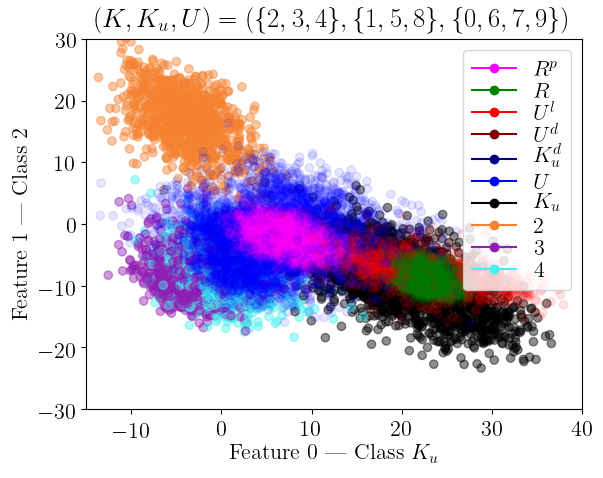 (K, K_u, U) = ({2, 3, 4}, {1, 5, 8}, {0, 6, 7, 9})
30
20
10
0
−10
−20
−30
Feature 1 — Class 2
R^p
R
U^l
U^d
K_u^d
U
K_u
2
3
4
−10
0
10
20
30
40
Feature 0 — Class K_u